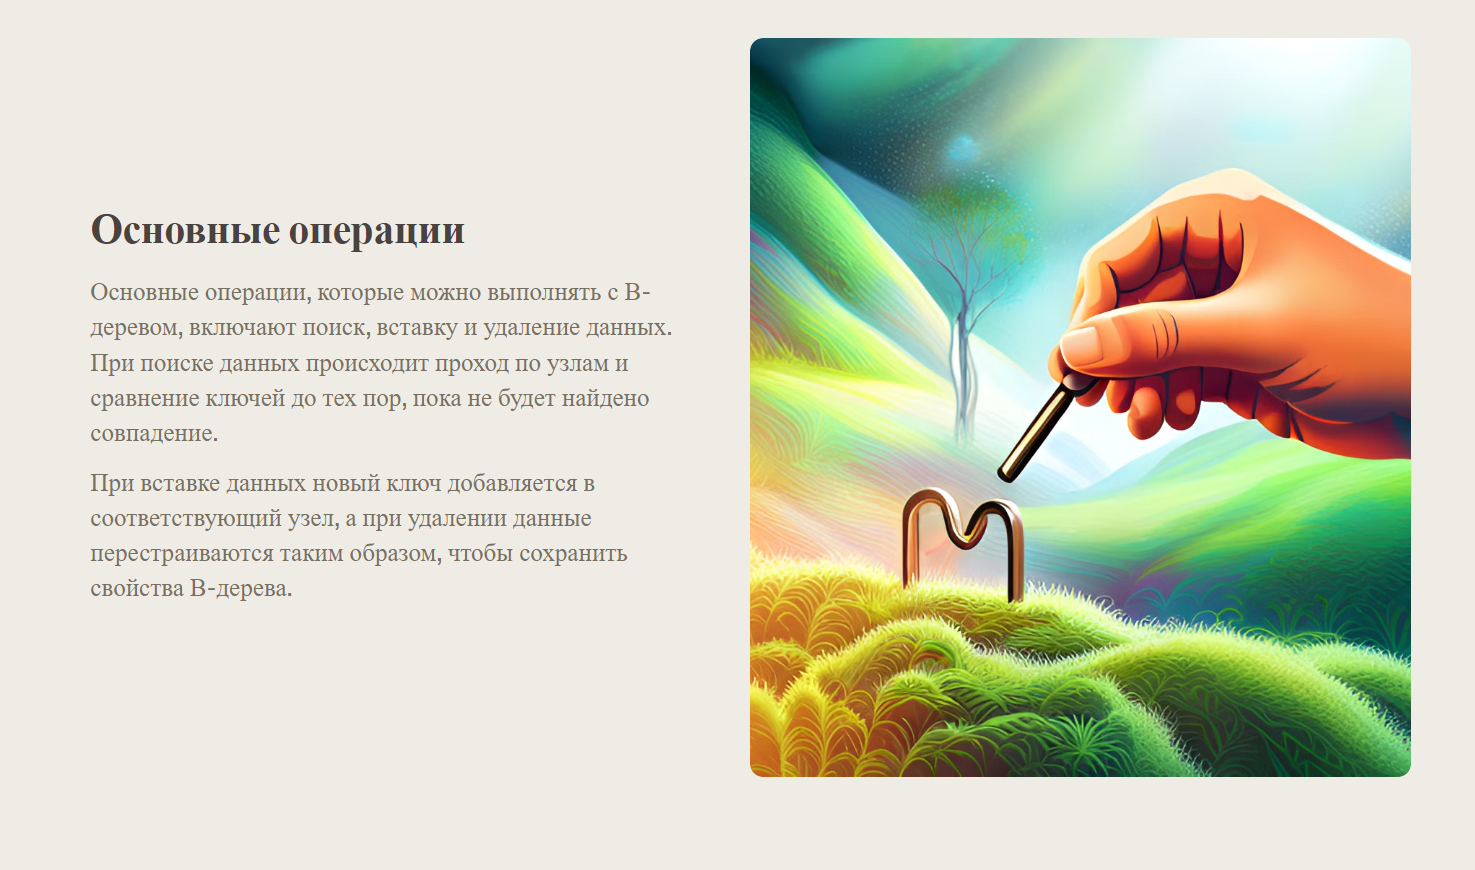 Основные операции
Основные операции, которые можно выполнять с B-
деревом, включают поиск, вставку и удаление данных.
При поиске данных происходит проход по узлам и
сравнение ключей до тех пор, пока не будет найдено
совпадение.
При вставке данных новый ключ добавляется в
соответствующий узел, а при удалении данные
перестраиваются таким образом, чтобы сохранить
свойства B-дерева.